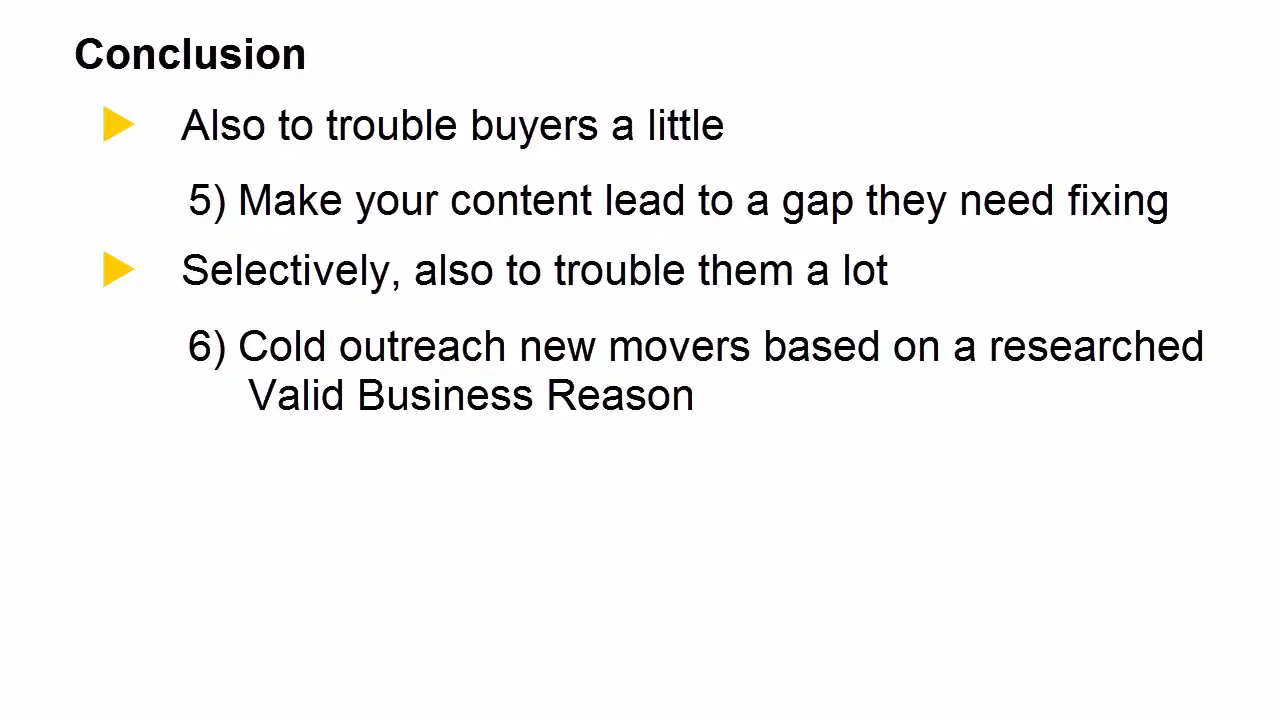 Conclusion
Also to trouble buyers a little
5) Make your content lead to a gap they need fixing
Selectively, also to trouble them a lot
6) Cold outreach new movers based on a researched
Valid Business Reason